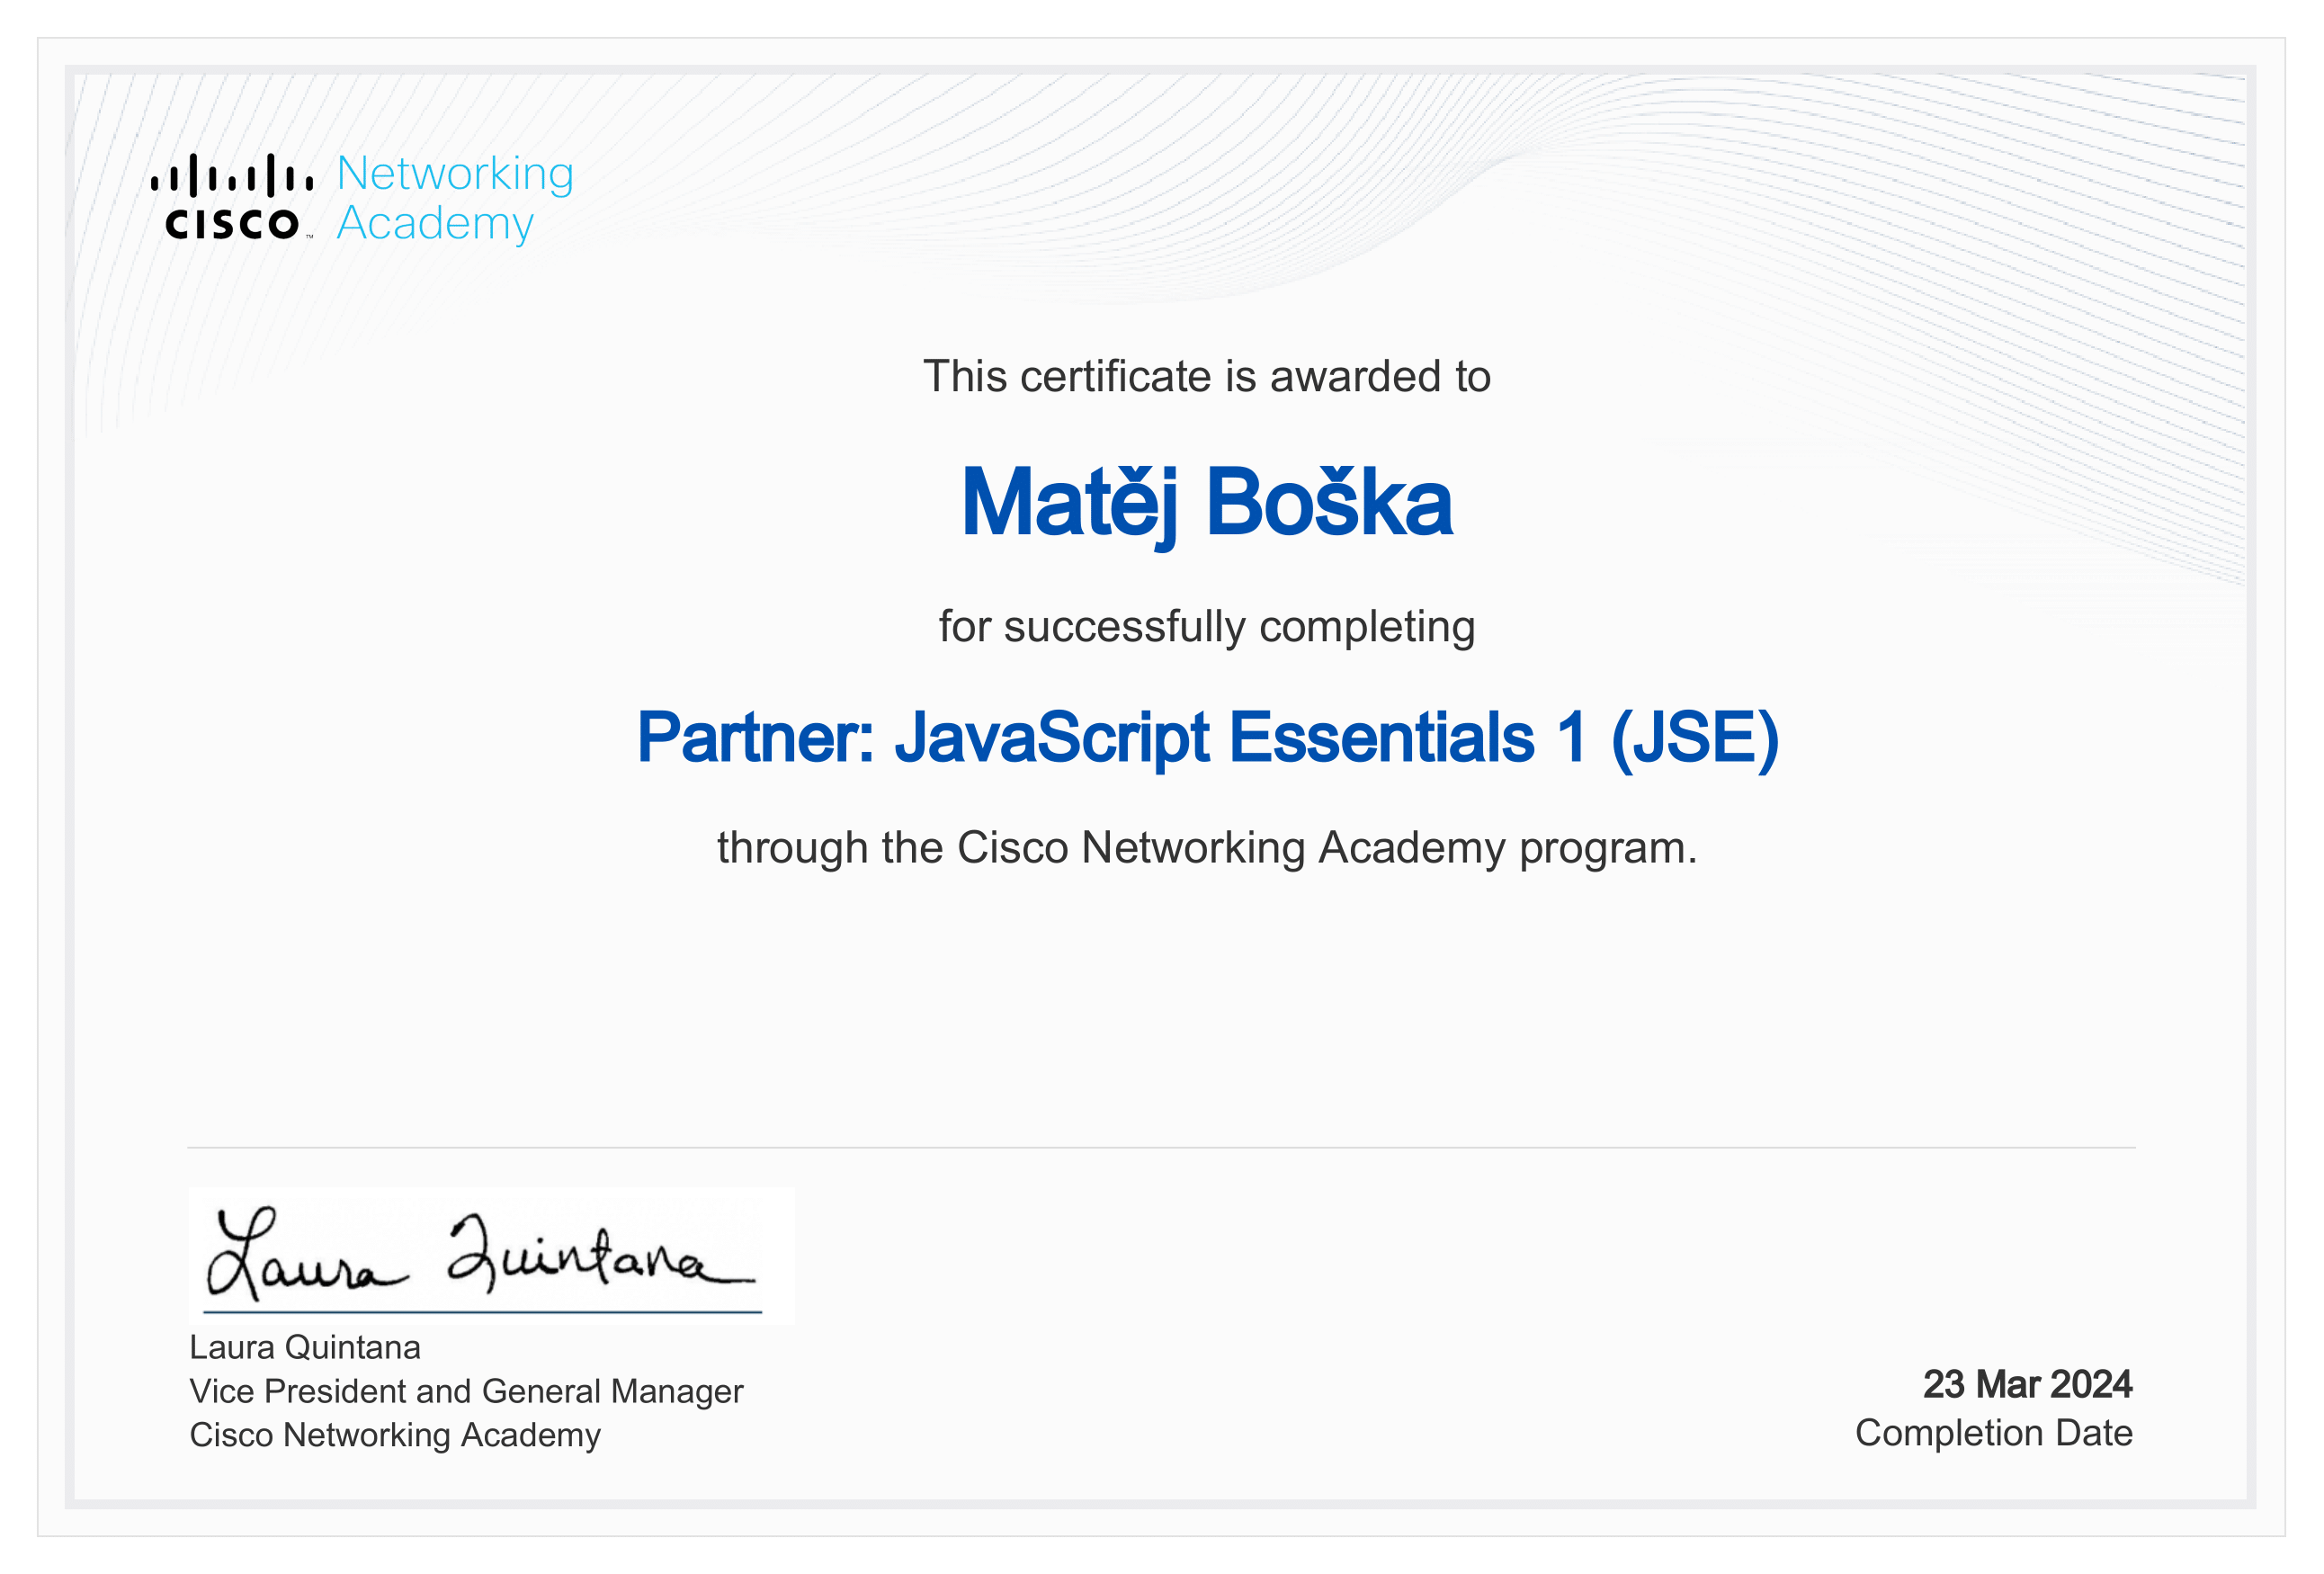 Networking
Academy
CISCO™
This certificate is awarded to
Matěj Boška
for successfully completing
Partner: JavaScript Essentials 1 (JSE)
through the Cisco Networking Academy program.
Laura Quintana
Laura Quintana
Vice President and General Manager
Cisco Networking Academy
23 Mar 2024
Completion Date